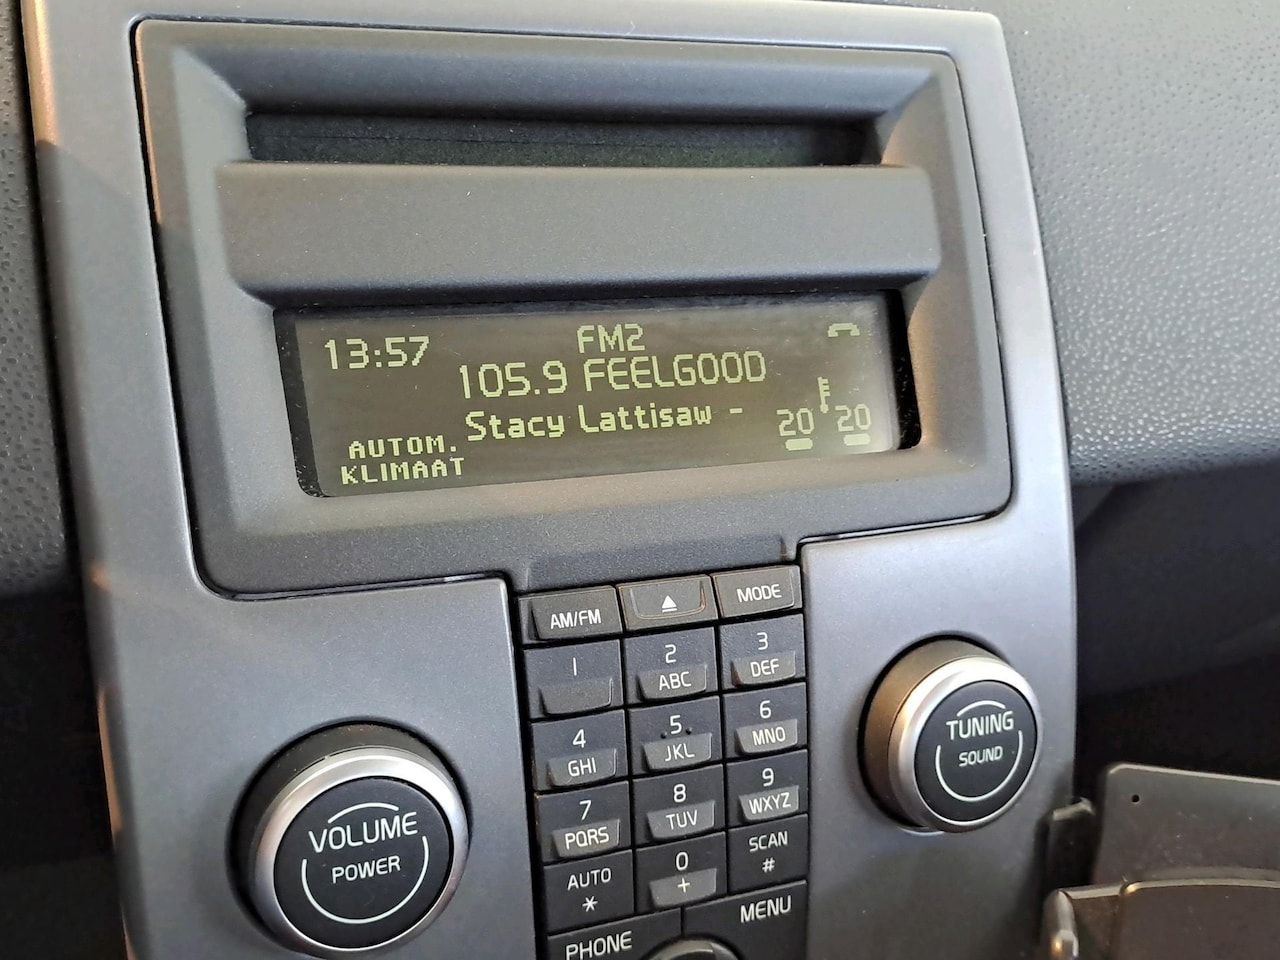 13:57
FM2
105.9 FEELGOOD
Stacy Lattisaw -
20 20
AUTOM.
KLIMAAT
AM/FM
MODE
1
2
ABC
3
DEF
4
GHI
5
JKL
6
MNO
7
PQRS
8
TUV
9
WXYZ
AUTO
*
0
+
SCAN
#
PHONE
MENU
VOLUME
POWER
TUNING
SOUND